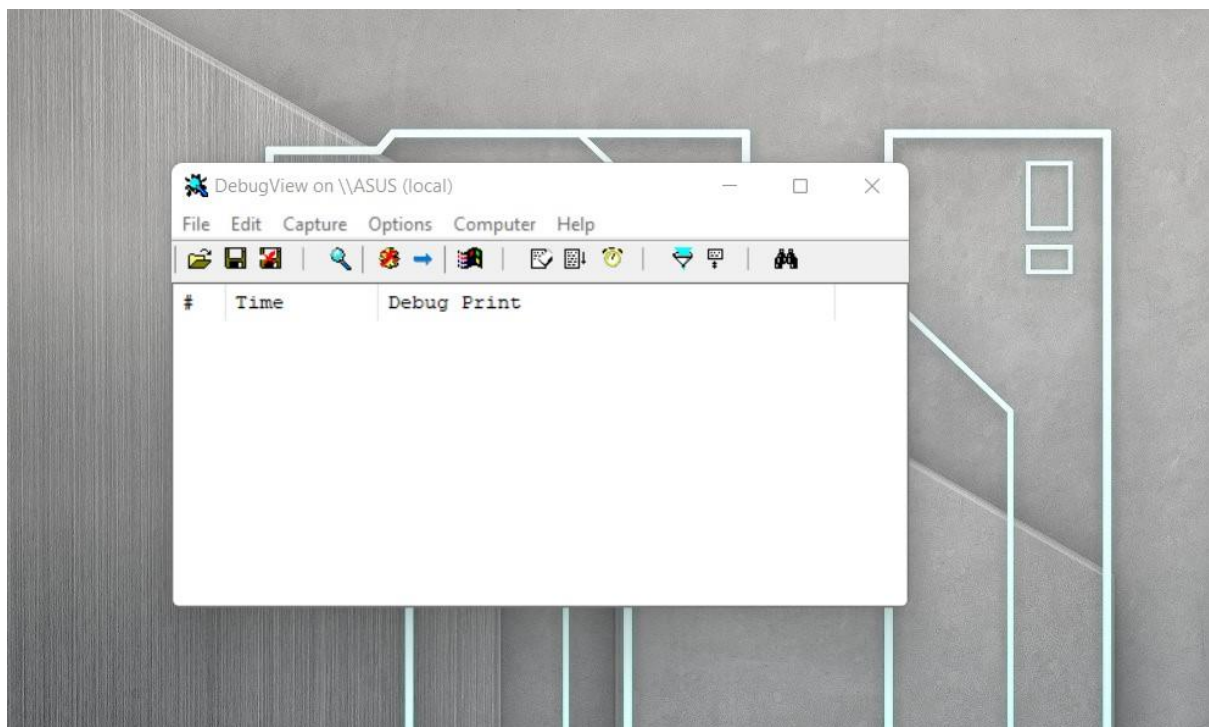 DebugView on \\ASUS (local)
File Edit Capture Options Computer Help
# Time Debug Print